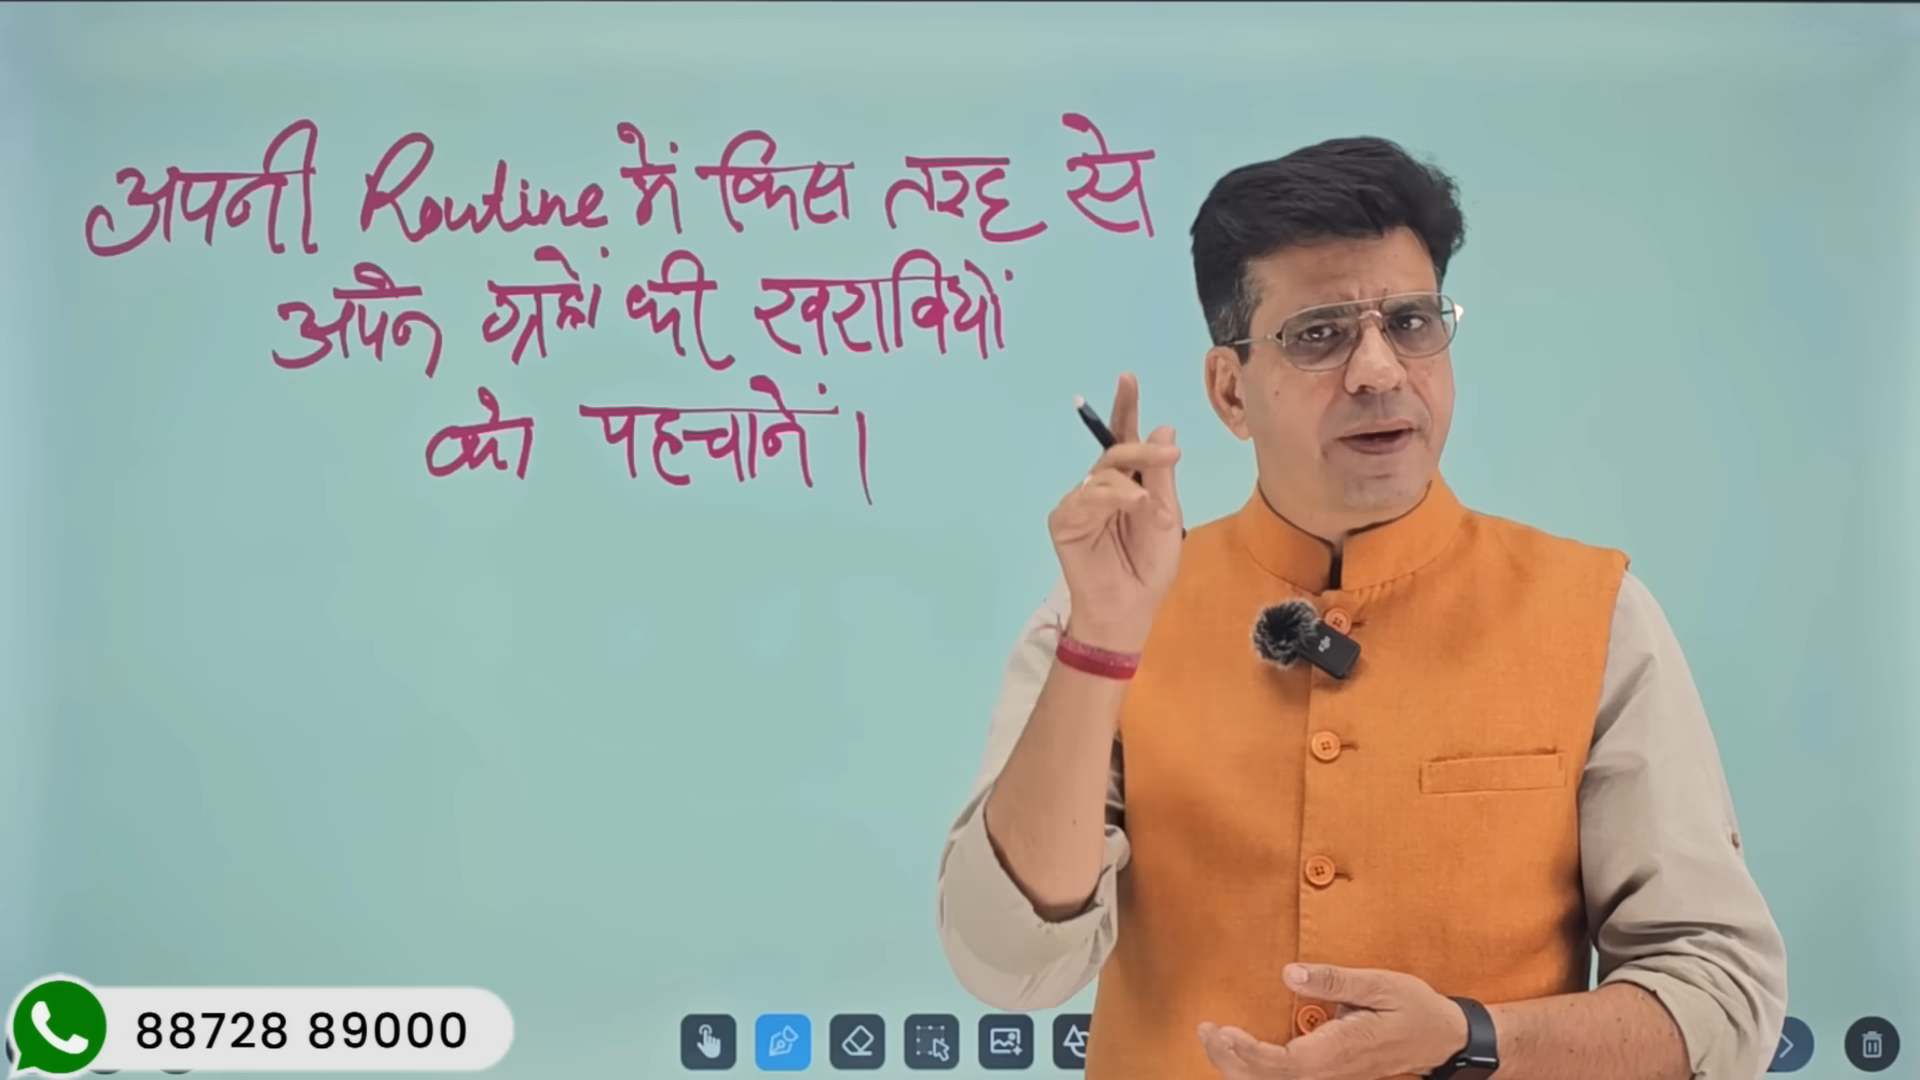 अपनी Routine में किस तरह से
अपने ग्रहों की खराबियों
को पहचानें।
88728 89000